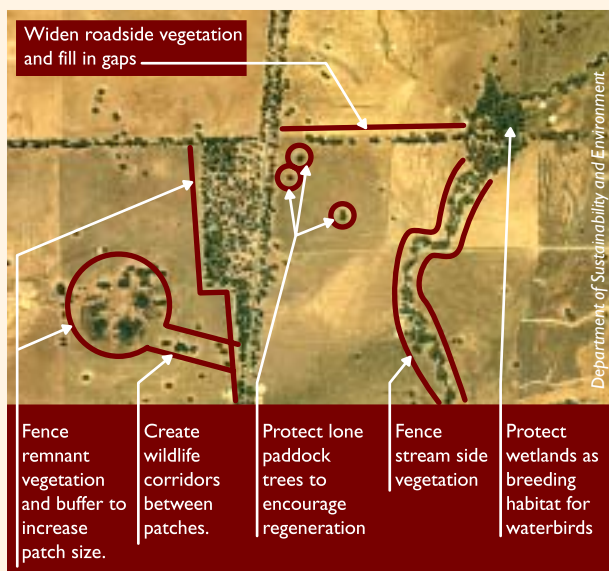 Widen roadside vegetation
and fill in gaps
Department of Sustainability and Environment
Fence
remnant
vegetation
and buffer to
increase
patch size.
Create
wildlife
corridors
between
patches.
Protect lone
paddock
trees to
encourage
regeneration
Fence
stream side
vegetation
Protect
wetlands as
breeding
habitat for
waterbirds